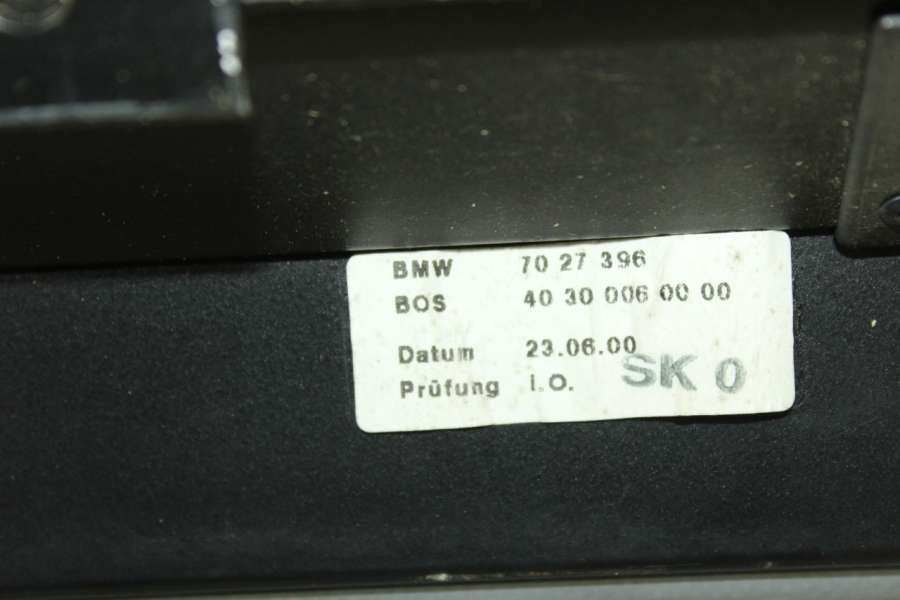 BMW 70 27 396
BOS 40 30 006 00 00
Datum 23.06.00
Prüfung i.O. SK 0